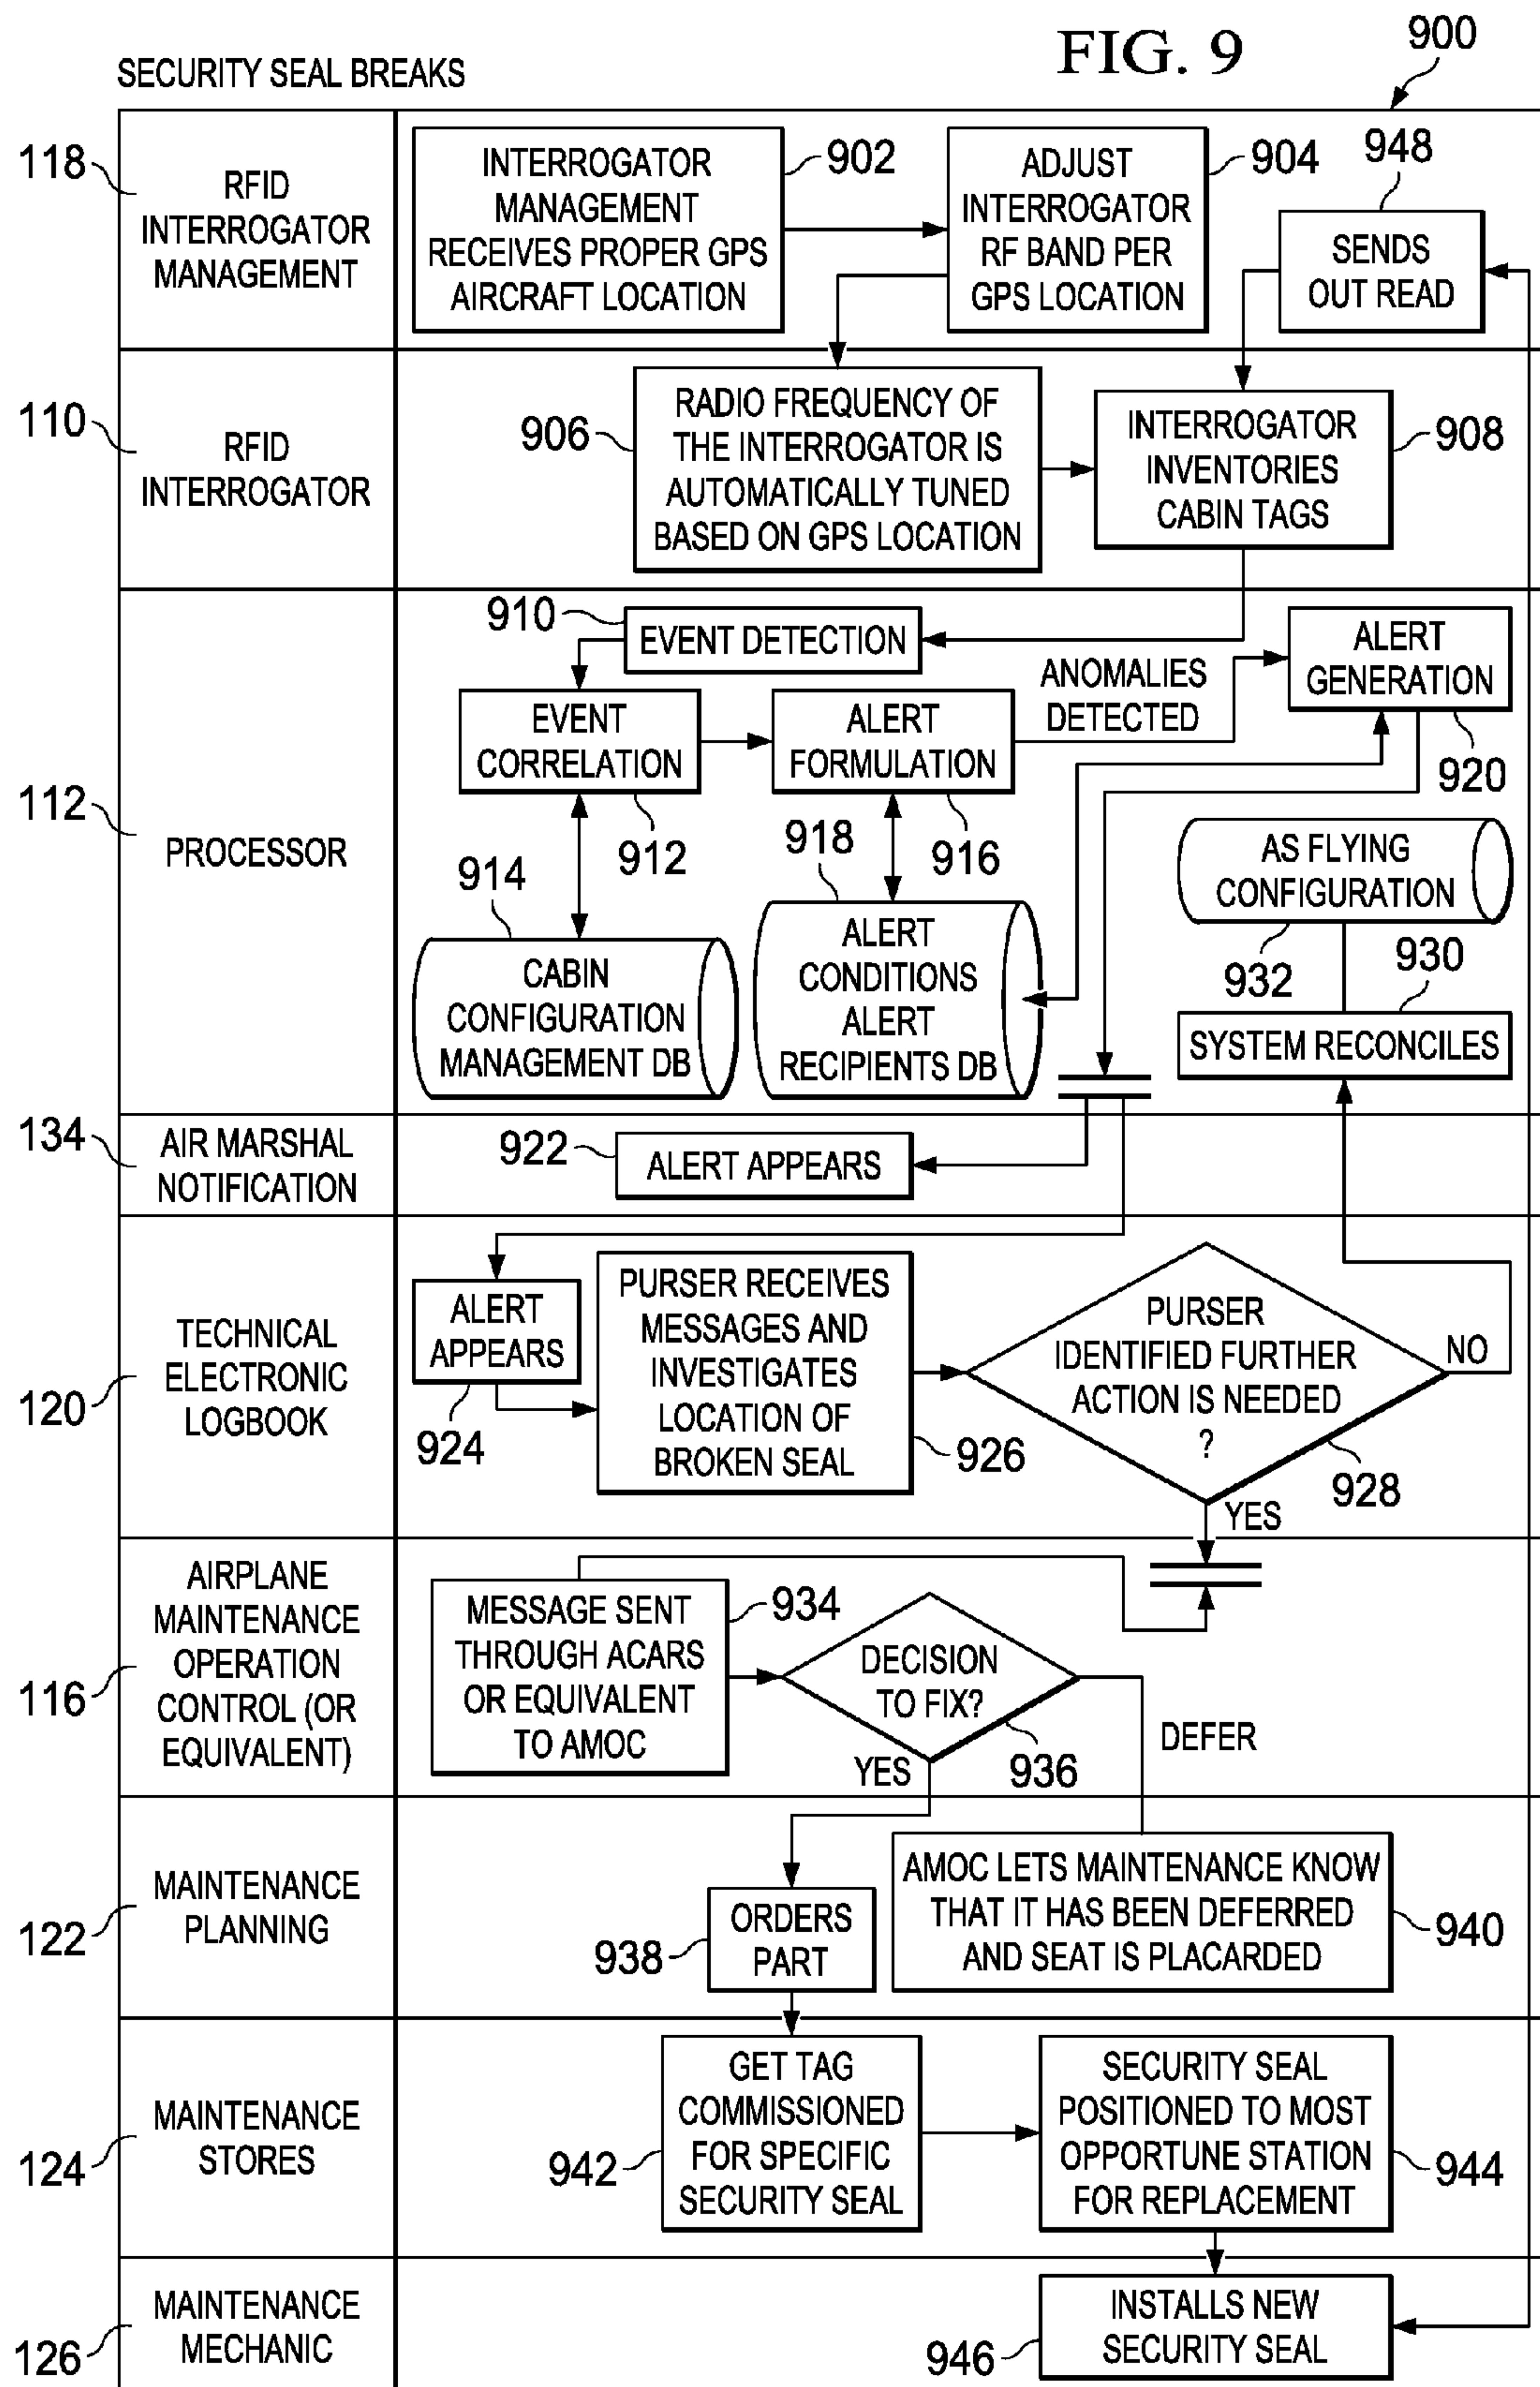 FIG. 9
900
SECURITY SEAL BREAKS
118
RFID
INTERROGATOR
MANAGEMENT
INTERROGATOR
MANAGEMENT
RECEIVES PROPER GPS
AIRCRAFT LOCATION
902
ADJUST
INTERROGATOR
RF BAND PER
GPS LOCATION
904
948
SENDS
OUT READ
110
RFID
INTERROGATOR
906
RADIO FREQUENCY OF
THE INTERROGATOR IS
AUTOMATICALLY TUNED
BASED ON GPS LOCATION
INTERROGATOR
INVENTORIES
CABIN TAGS
908
112
PROCESSOR
910
EVENT DETECTION
EVENT
CORRELATION
912
ALERT
FORMULATION
916
ANOMALIES
DETECTED
ALERT
GENERATION
920
914
CABIN
CONFIGURATION
MANAGEMENT DB
918
ALERT
CONDITIONS
ALERT
RECIPIENTS DB
AS FLYING
CONFIGURATION
932
930
SYSTEM RECONCILES
134
AIR MARSHAL
NOTIFICATION
922
ALERT APPEARS
120
TECHNICAL
ELECTRONIC
LOGBOOK
ALERT
APPEARS
924
PURSER RECEIVES
MESSAGES AND
INVESTIGATES
LOCATION OF
BROKEN SEAL
926
PURSER
IDENTIFIED FURTHER
ACTION IS NEEDED
?
928
NO
YES
116
AIRPLANE
MAINTENANCE
OPERATION
CONTROL (OR
EQUIVALENT)
MESSAGE SENT
THROUGH ACARS
OR EQUIVALENT
TO AMOC
934
DECISION
TO FIX?
936
YES
DEFER
122
MAINTENANCE
PLANNING
938
ORDERS
PART
AMOC LETS MAINTENANCE KNOW
THAT IT HAS BEEN DEFERRED
AND SEAT IS PLACARDED
940
124
MAINTENANCE
STORES
942
GET TAG
COMMISSIONED
FOR SPECIFIC
SECURITY SEAL
SECURITY SEAL
POSITIONED TO MOST
OPPORTUNE STATION
FOR REPLACEMENT
944
126
MAINTENANCE
MECHANIC
946
INSTALLS NEW
SECURITY SEAL